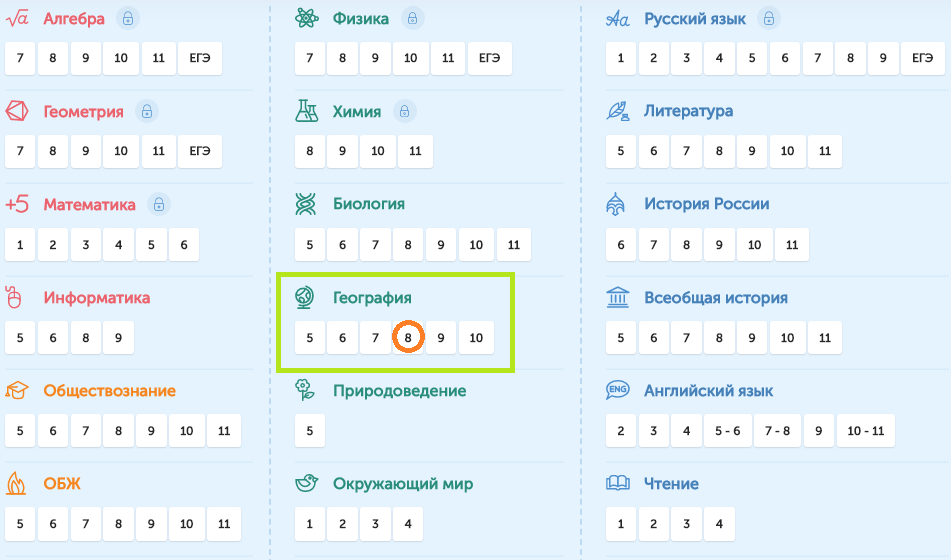 Алгебра
7 8 9 10 11 ЕГЭ
Геометрия
7 8 9 10 11 ЕГЭ
+5 Математика
1 2 3 4 5 6
Информатика
5 6 8 9
Обществознание
5 6 7 8 9 10 11
ОБЖ
5 6 7 8 9 10 11
Физика
7 8 9 10 11 ЕГЭ
Химия
8 9 10 11
Биология
5 6 7 8 9 10 11
География
5 6 7 8 9 10
Природоведение
5
Окружающий мир
1 2 3 4
Аа Русский язык
1 2 3 4 5 6 7 8 9 ЕГЭ
Литература
5 6 7 8 9 10 11
История России
6 7 8 9 10 11
Всеобщая история
5 6 7 8 9 10 11
ENG Английский язык
2 3 4 5 - 6 7 - 8 9 10 - 11
Чтение
1 2 3 4